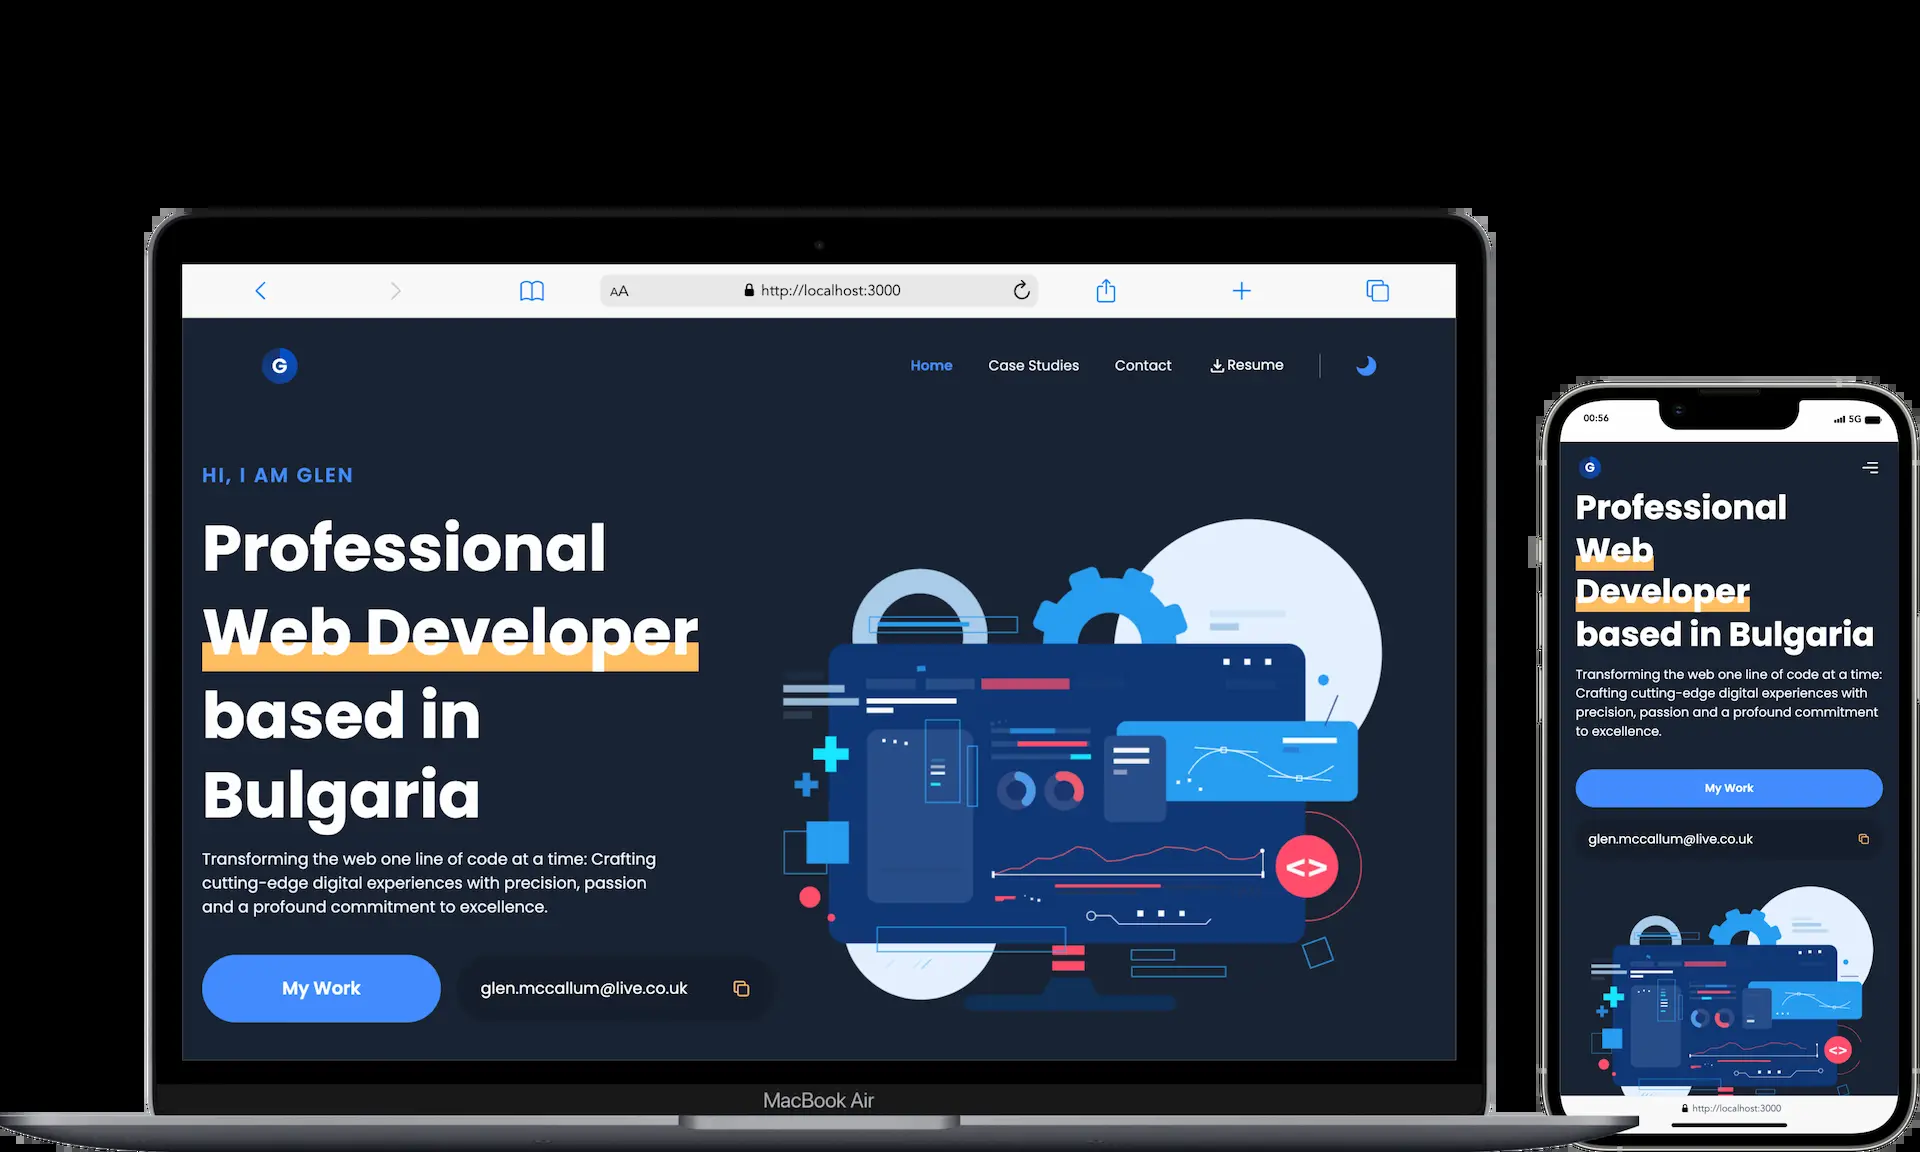 AA
http://localhost:3000
G
Home
Case Studies
Contact
Resume
HI, I AM GLEN
Professional
Web Developer
based in
Bulgaria
Transforming the web one line of code at a time: Crafting
cutting-edge digital experiences with precision, passion
and a profound commitment to excellence.
My Work
glen.mccallum@live.co.uk
<>
MacBook Air
00:56
5G
G
Professional
Web
Developer
based in Bulgaria
Transforming the web one line of code at a time:
Crafting cutting-edge digital experiences with
precision, passion and a profound commitment
to excellence.
My Work
glen.mccallum@live.co.uk
<>
http://localhost:3000